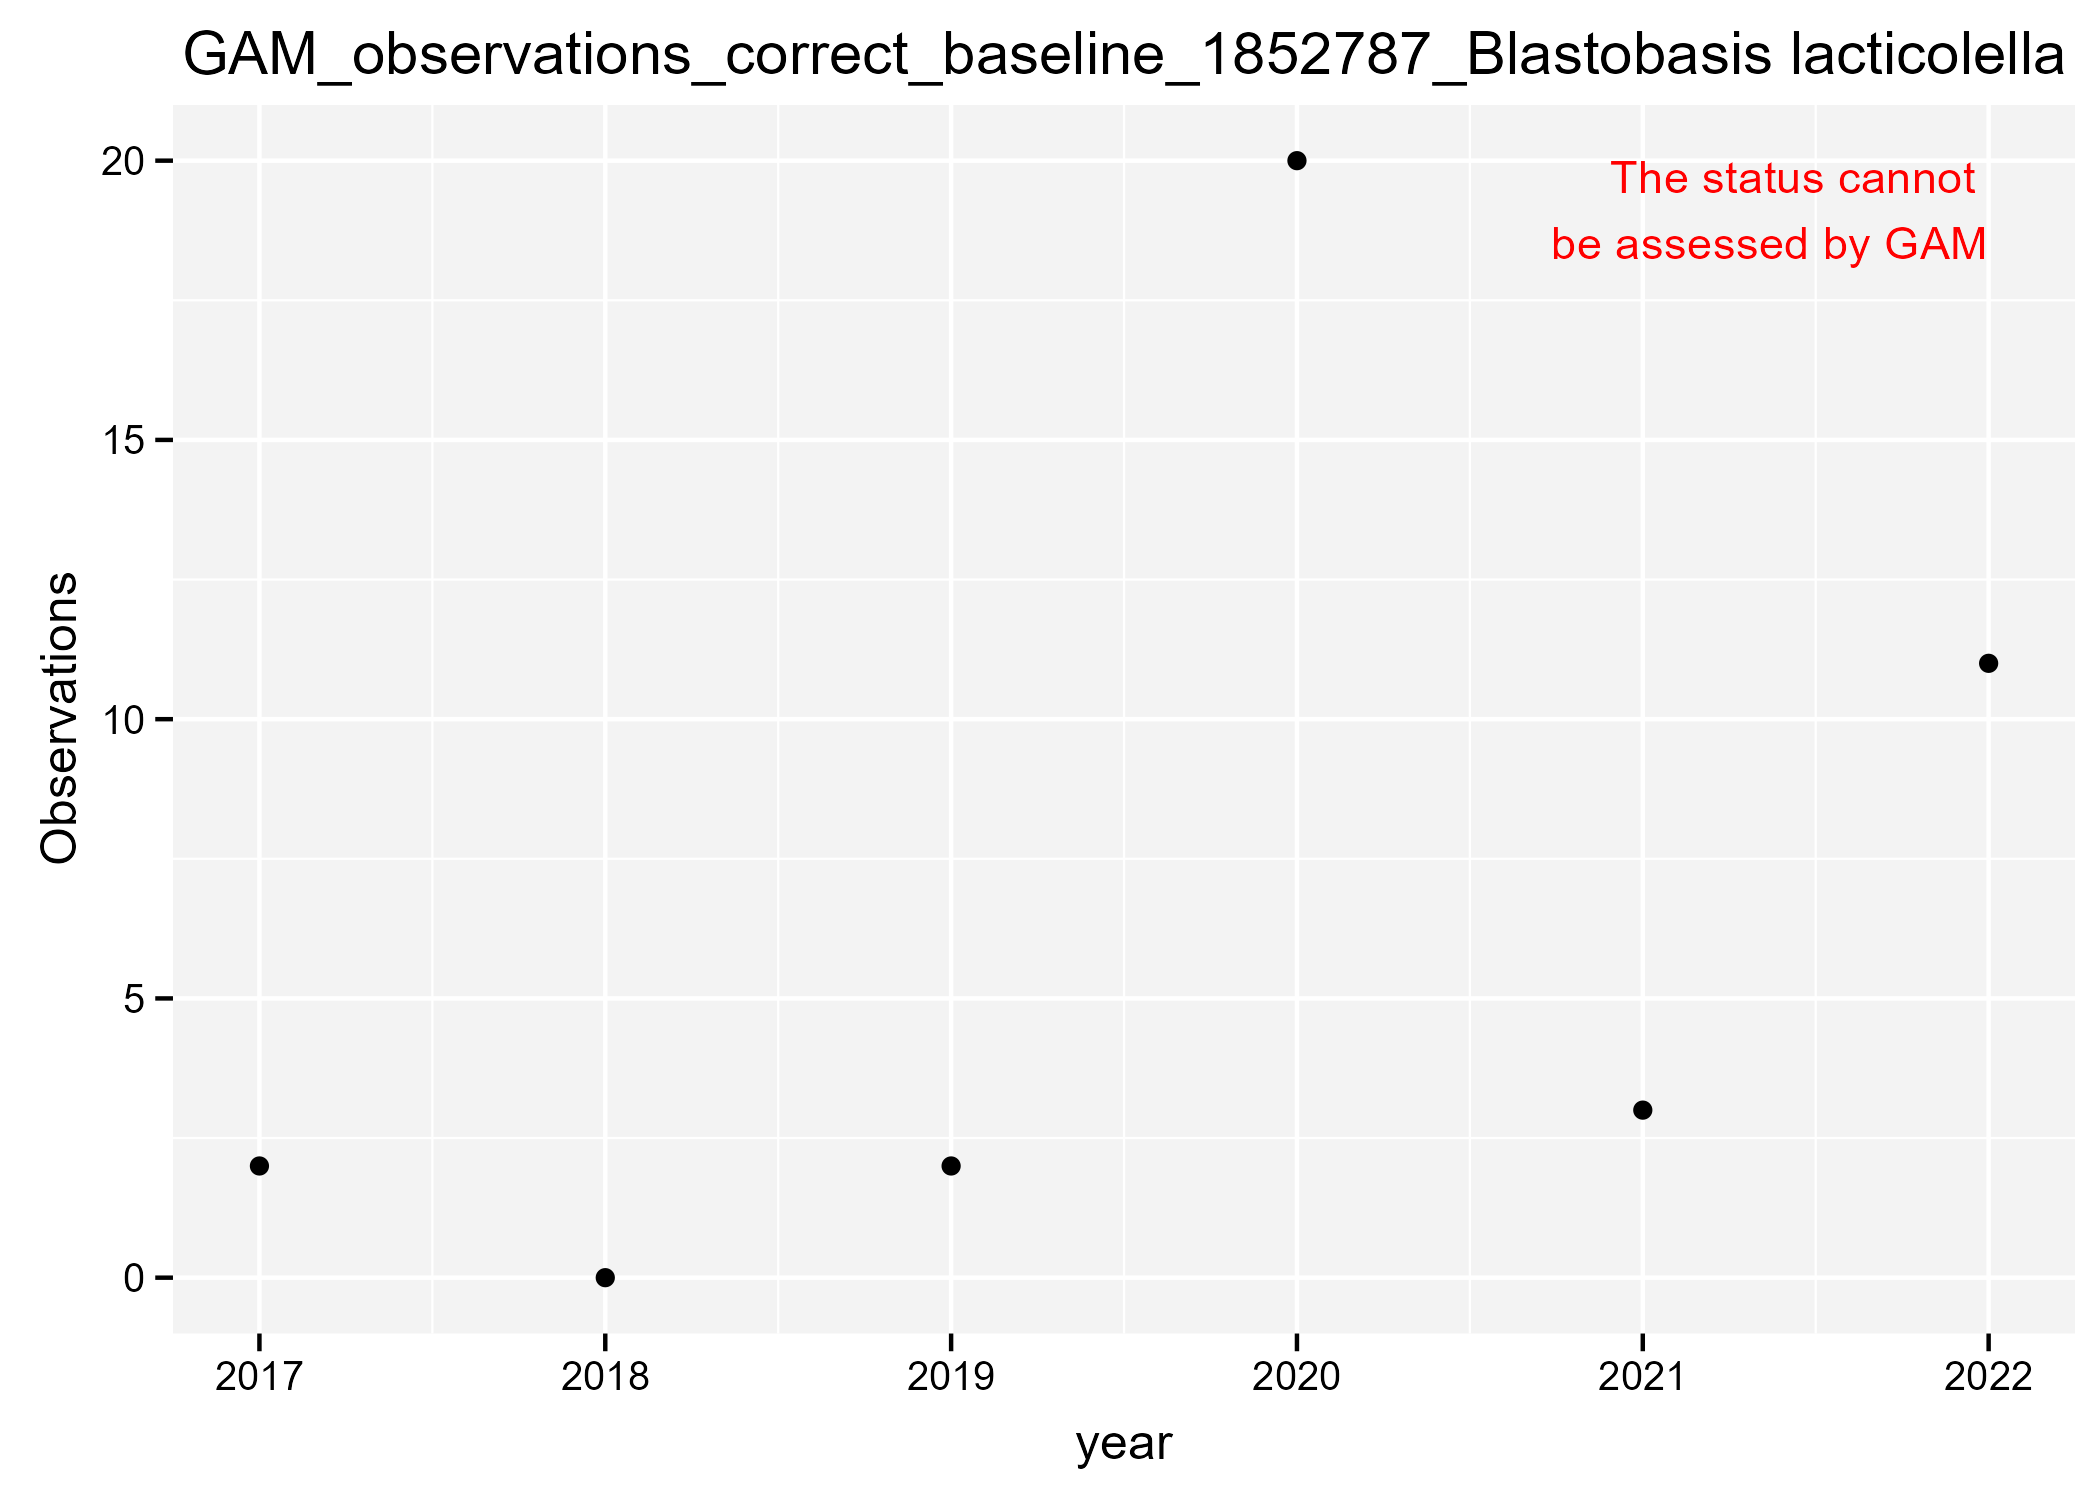 GAM_observations_correct_baseline_1852787_Blastobasis lacticolella
The status cannot
be assessed by GAM
Observations
20
15
10
5
0
2017 2018 2019 2020 2021 2022
year